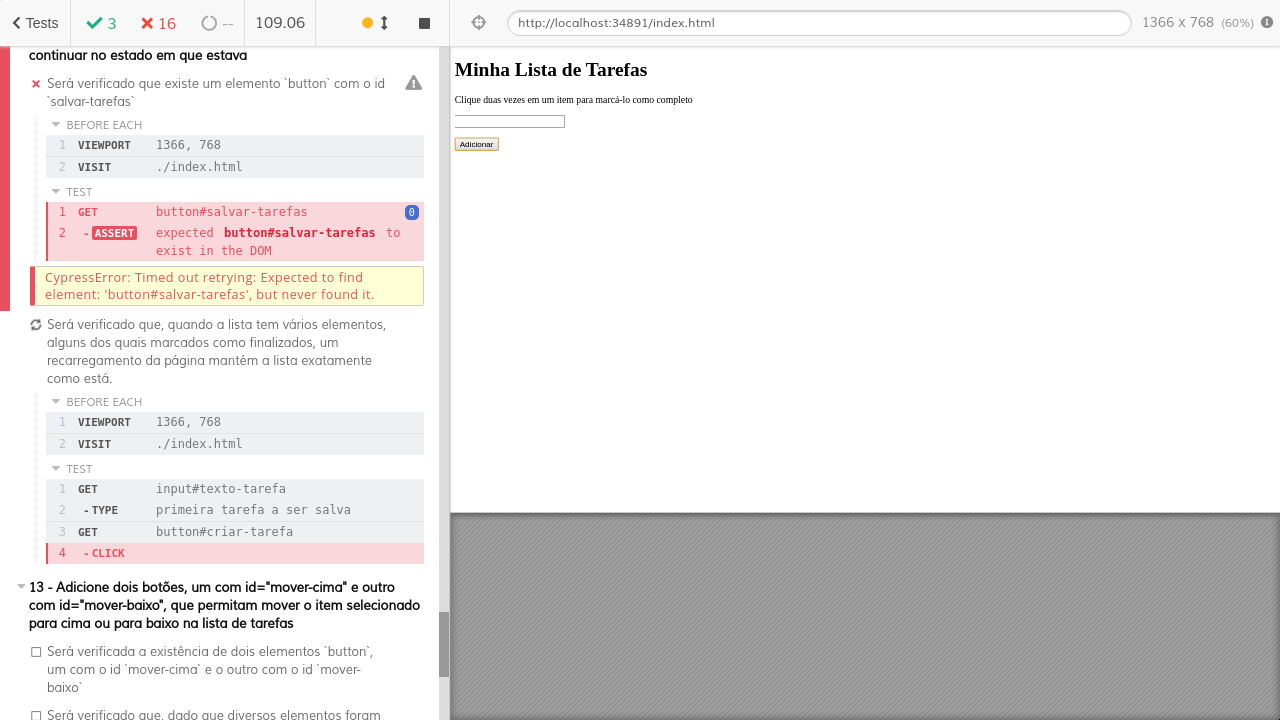 Tests
3
16
--
109.06
http://localhost:34891/index.html
1366 x 768 (60%)
continuar no estado em que estava
Será verificado que existe um elemento `button` com o id
`salvar-tarefas`
BEFORE EACH
1 VIEWPORT 1366, 768
2 VISIT ./index.html
TEST
1 GET button#salvar-tarefas 0
2 -ASSERT expected button#salvar-tarefas to
exist in the DOM
CypressError: Timed out retrying: Expected to find
element: 'button#salvar-tarefas', but never found it.
Será verificado que, quando a lista tem vários elementos,
alguns dos quais marcados como finalizados, um
recarregamento da página mantém a lista exatamente
como está.
BEFORE EACH
1 VIEWPORT 1366, 768
2 VISIT ./index.html
TEST
1 GET input#texto-tarefa
2 -TYPE primeira tarefa a ser salva
3 GET button#criar-tarefa
4 -CLICK
13 - Adicione dois botões, um com id="mover-cima" e outro
com id="mover-baixo", que permitam mover o item selecionado
para cima ou para baixo na lista de tarefas
Será verificada a existência de dois elementos `button`,
um com o id `mover-cima` e o outro com o id `mover-
baixo`
Será verificado que, dado que diversos elementos foram
Minha Lista de Tarefas
Clique duas vezes em um item para marcá-lo como completo
Adicionar